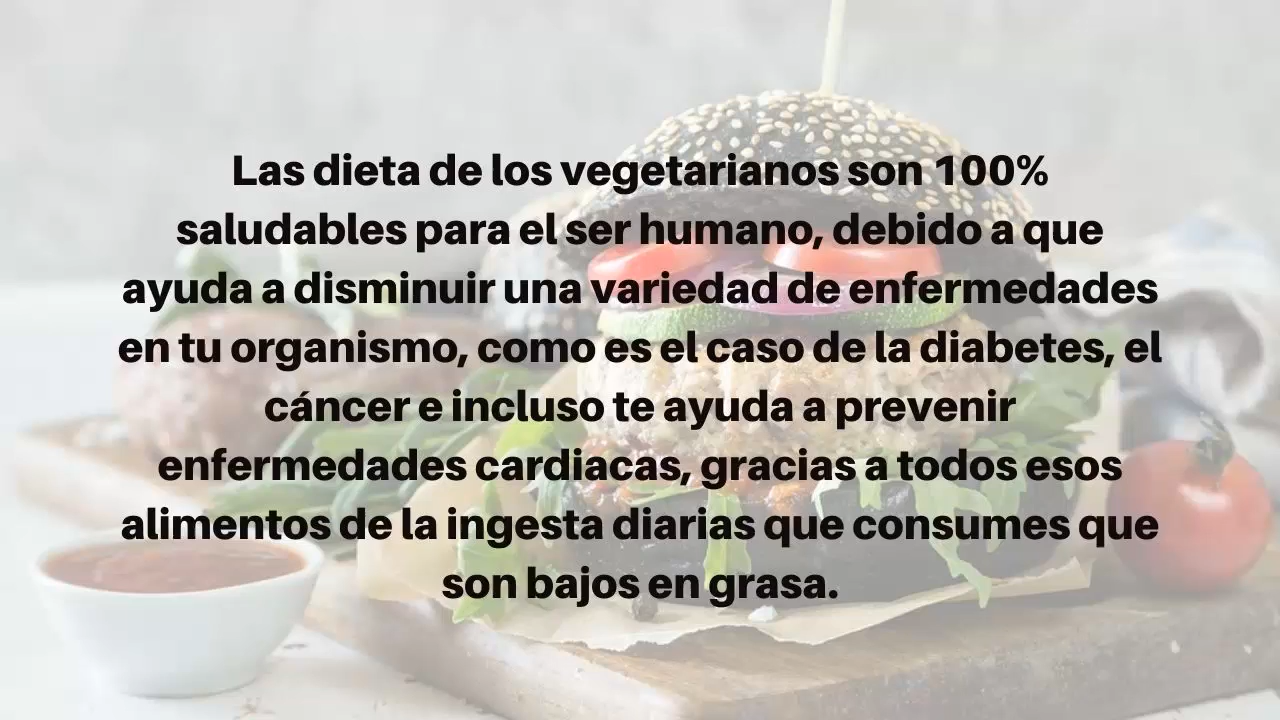 Las dieta de los vegetarianos son 100%
saludables para el ser humano, debido a que
ayuda a disminuir una variedad de enfermedades
en tu organismo, como es el caso de la diabetes, el
cáncer e incluso te ayuda a prevenir
enfermedades cardiacas, gracias a todos esos
alimentos de la ingesta diarias que consumes que
son bajos en grasa.